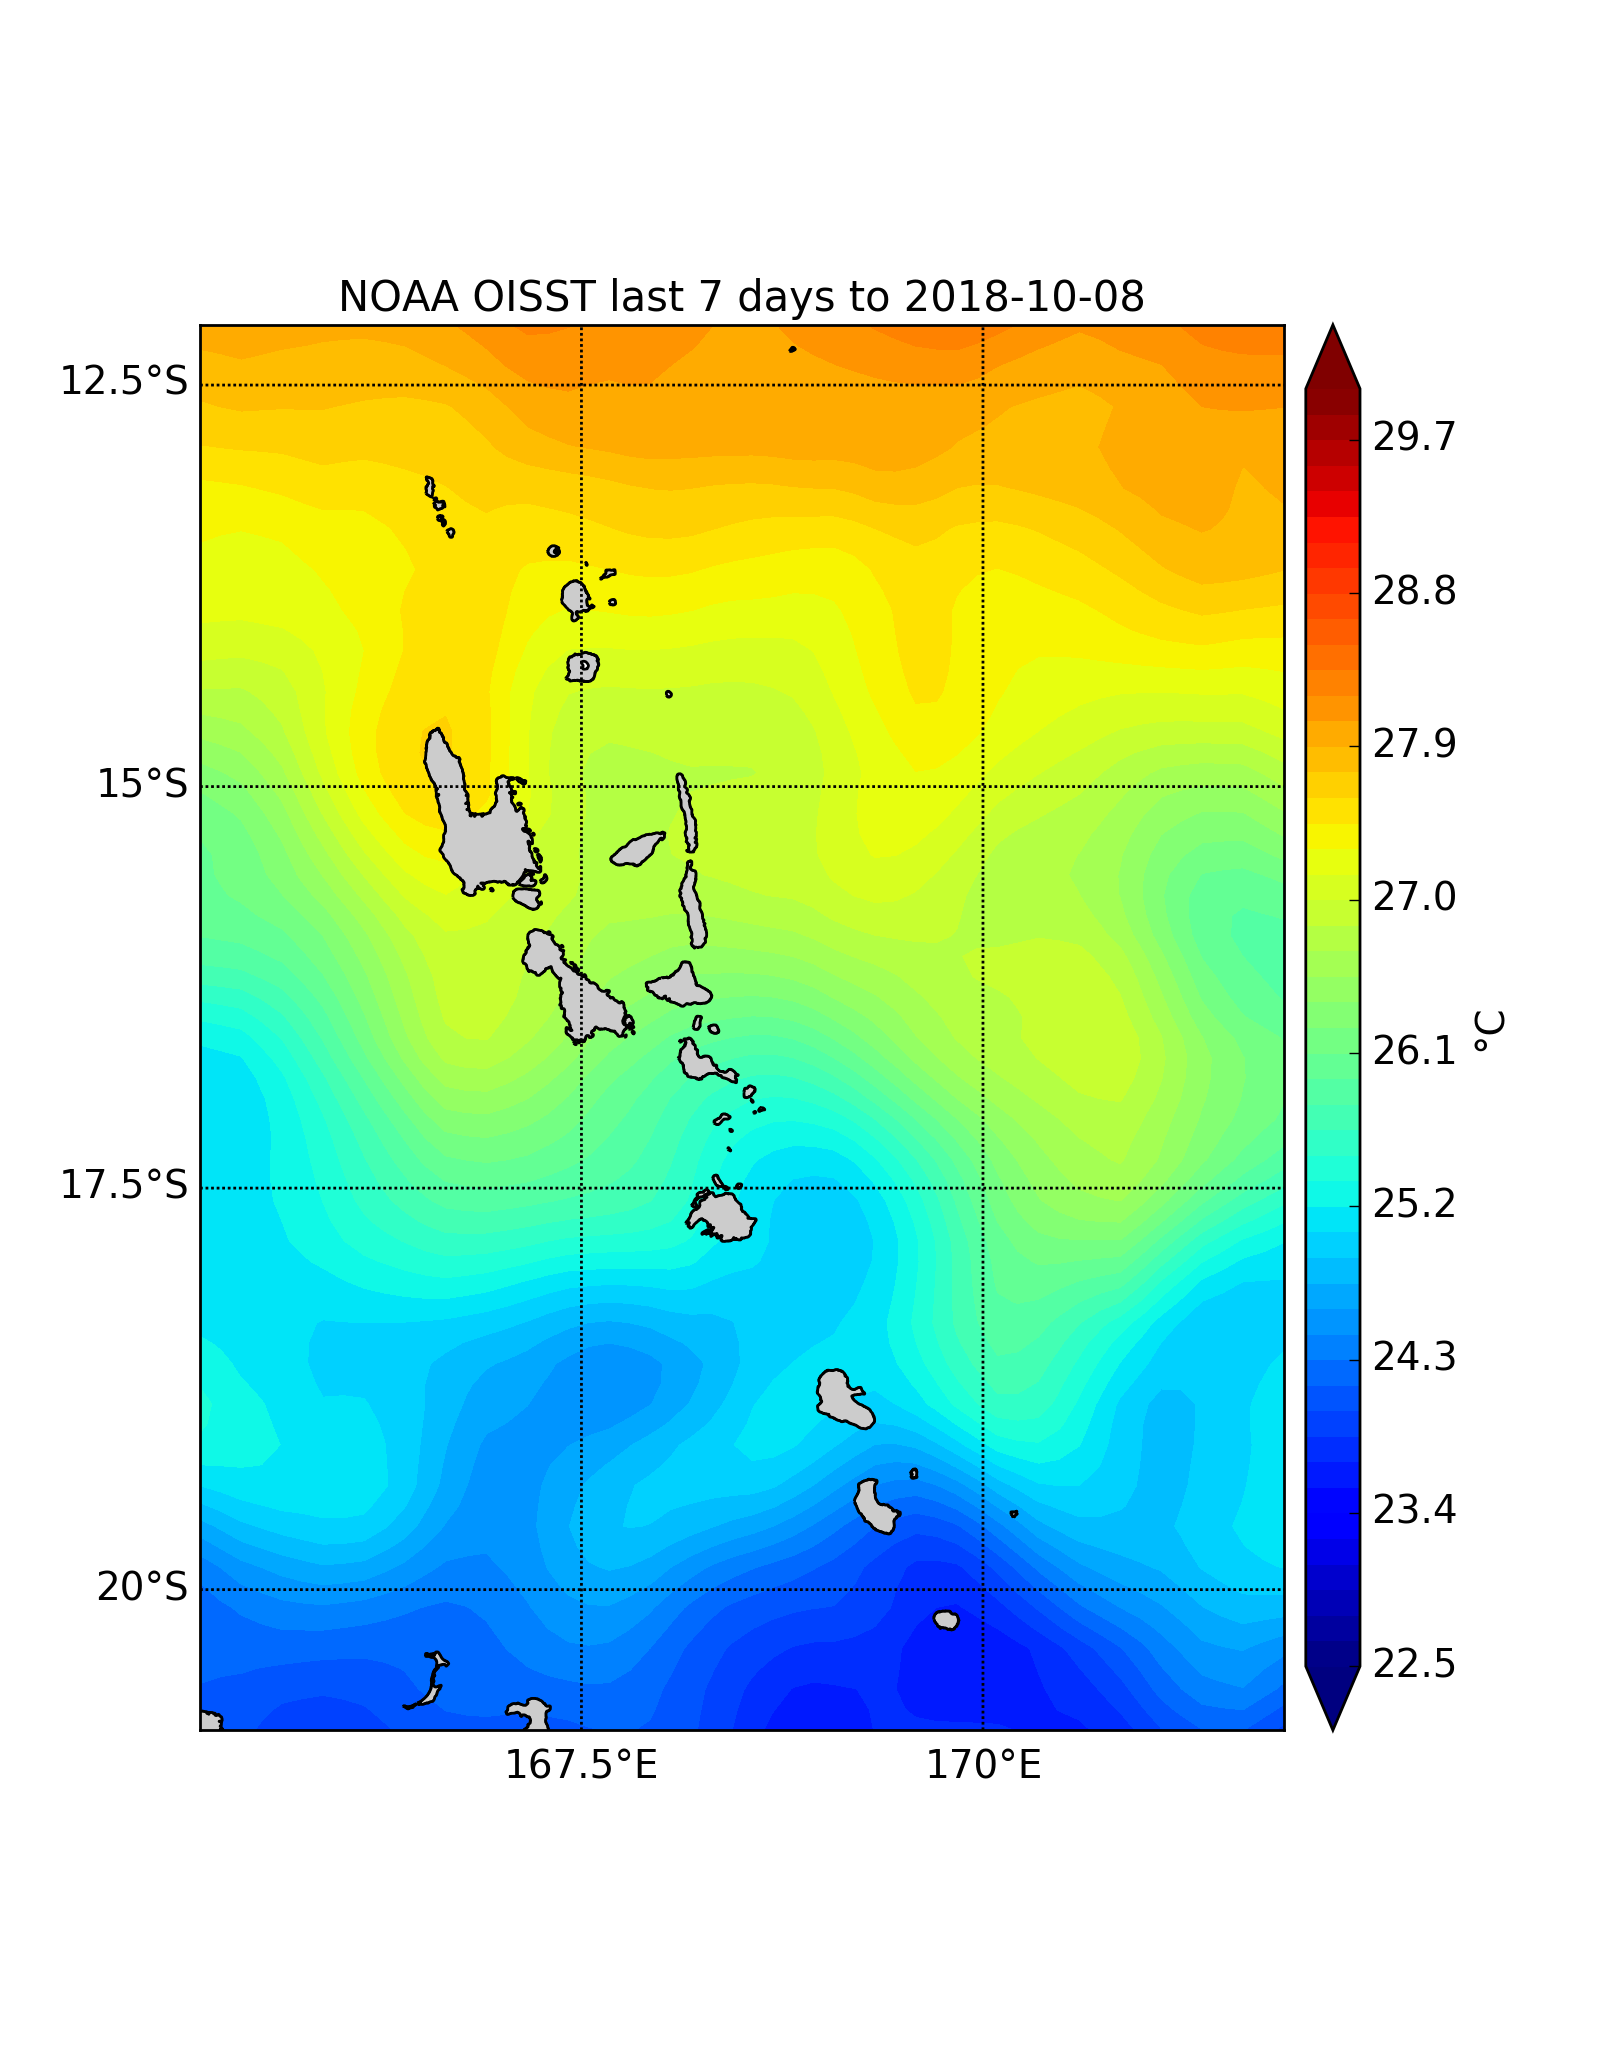 NOAA OISST last 7 days to 2018-10-08
12.5°S
15°S
17.5°S
20°S
167.5°E
170°E
29.7
28.8
27.9
27.0
26.1
25.2
24.3
23.4
22.5
°C